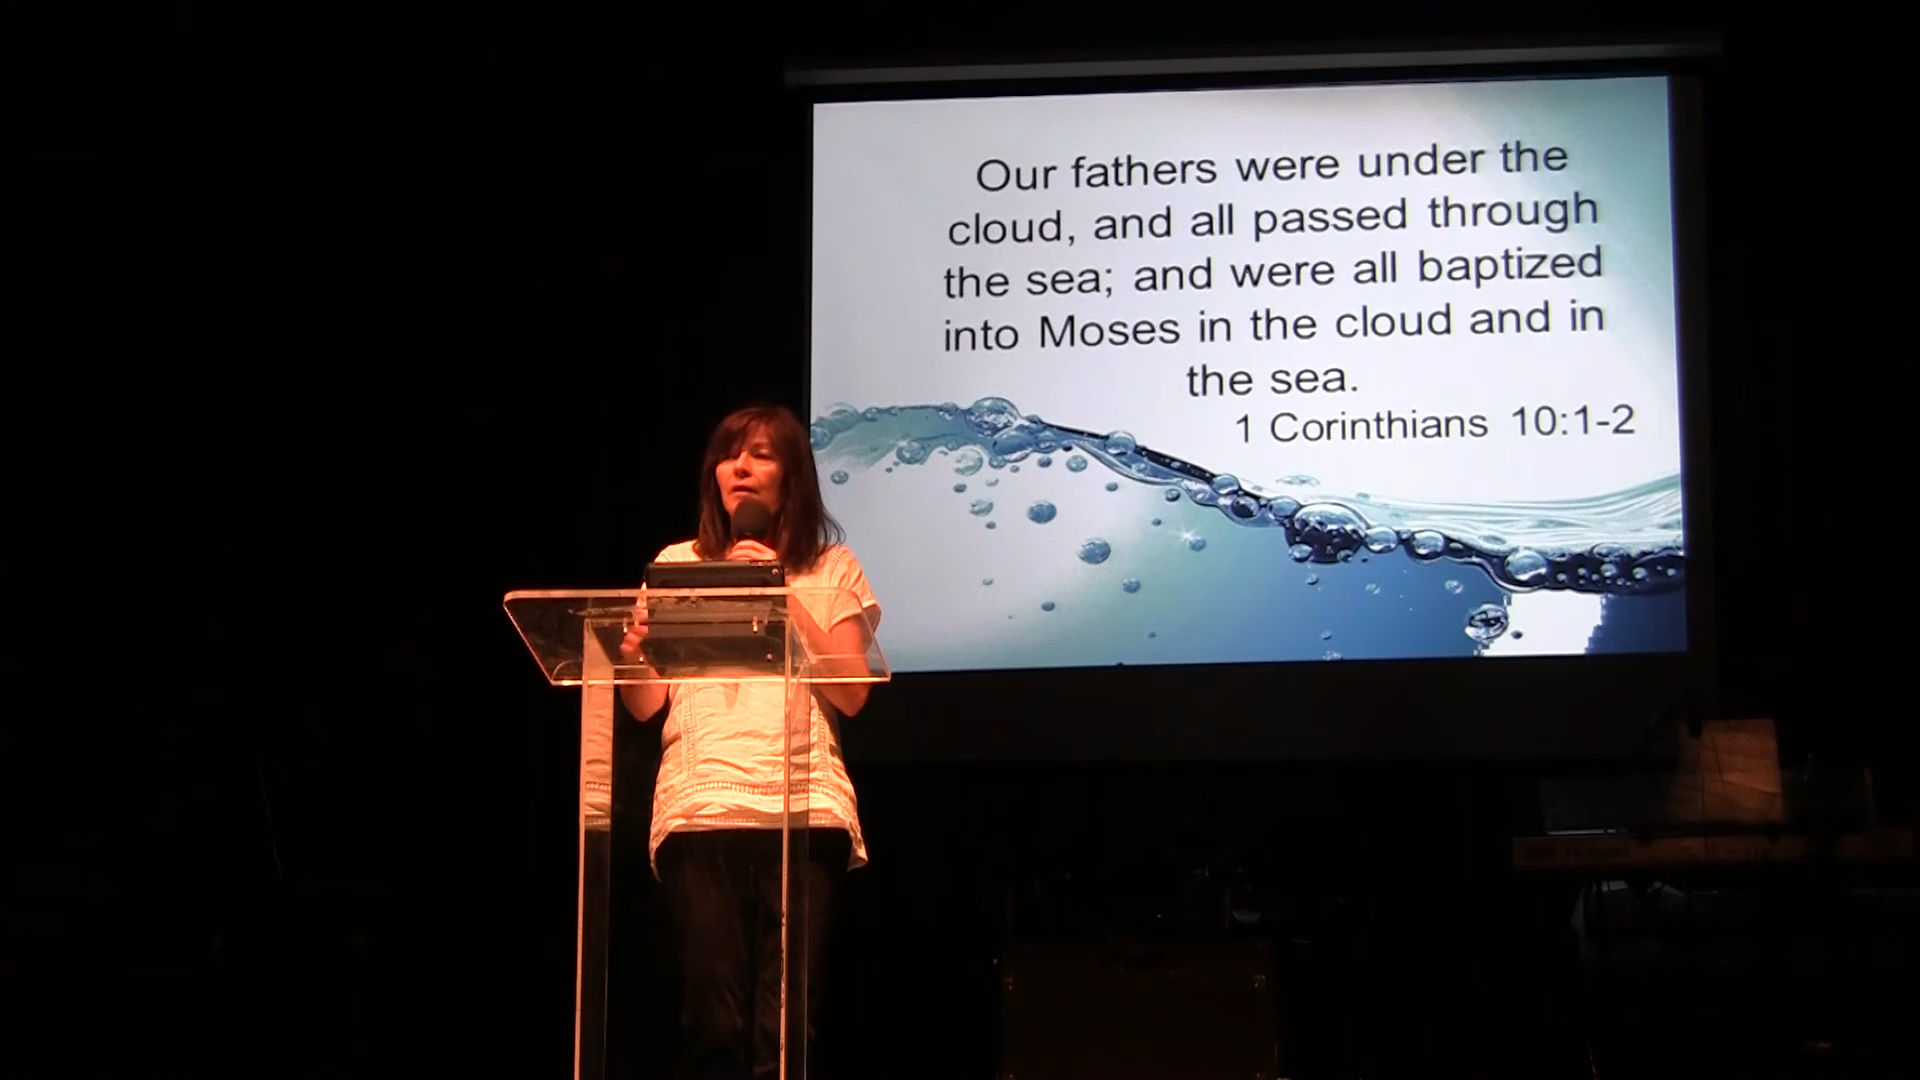 Our fathers were under the
cloud, and all passed through
the sea; and were all baptized
into Moses in the cloud and in
the sea.
1 Corinthians 10:1-2